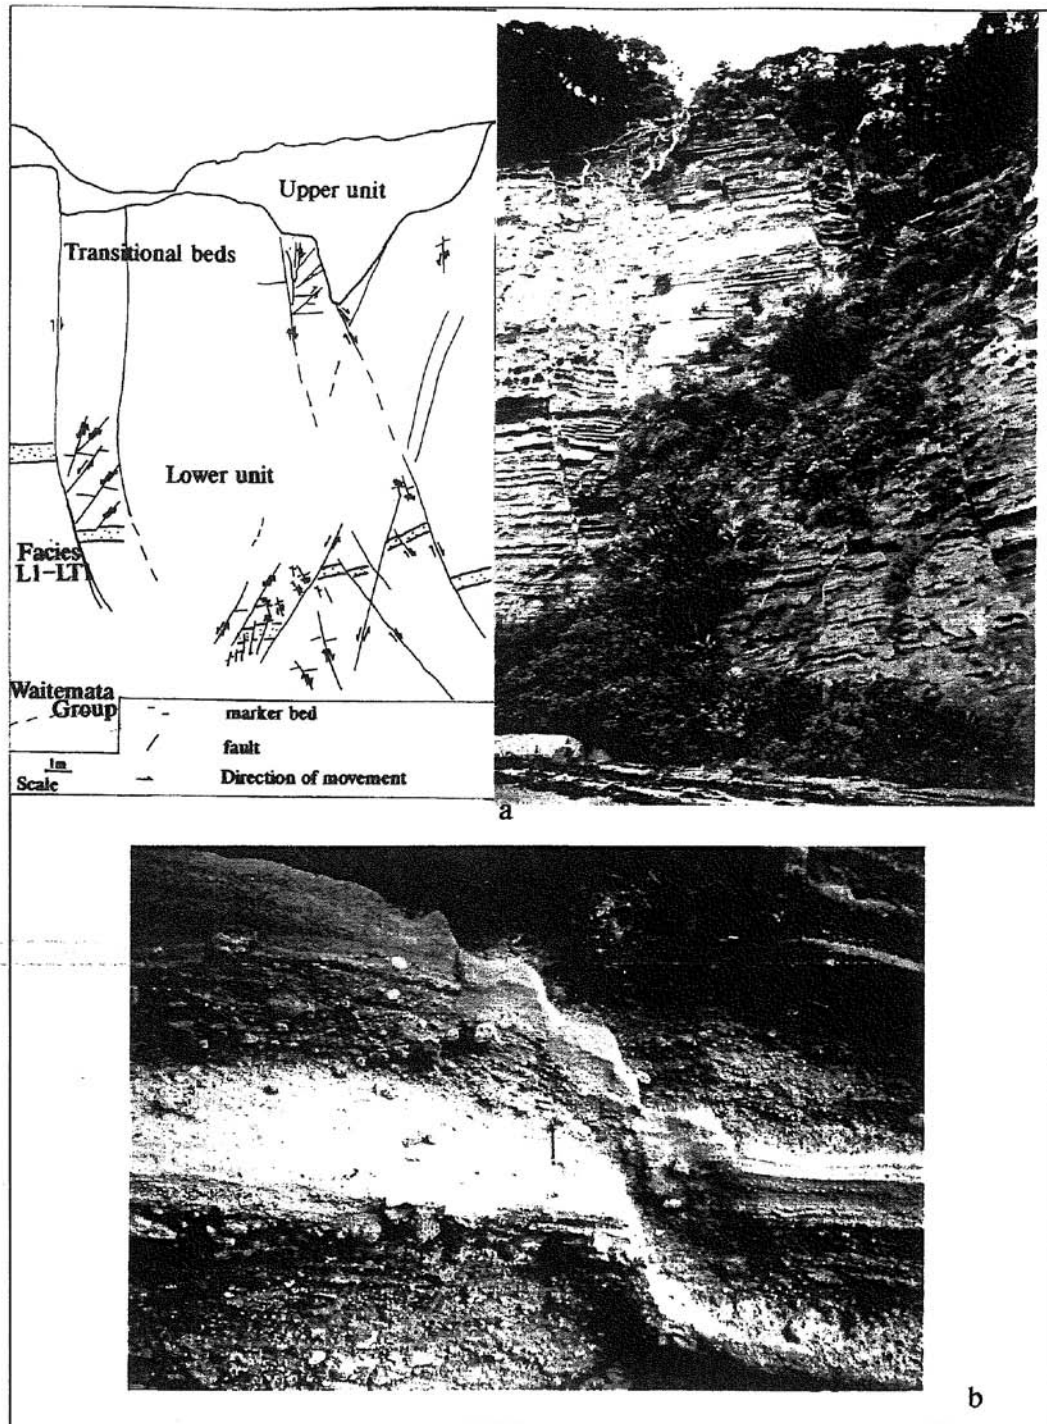 Upper unit
Transitional beds
Lower unit
Facies
L1-LT1
Waitemata
Group
marker bed
fault
1m
Scale
Direction of movement
a
b